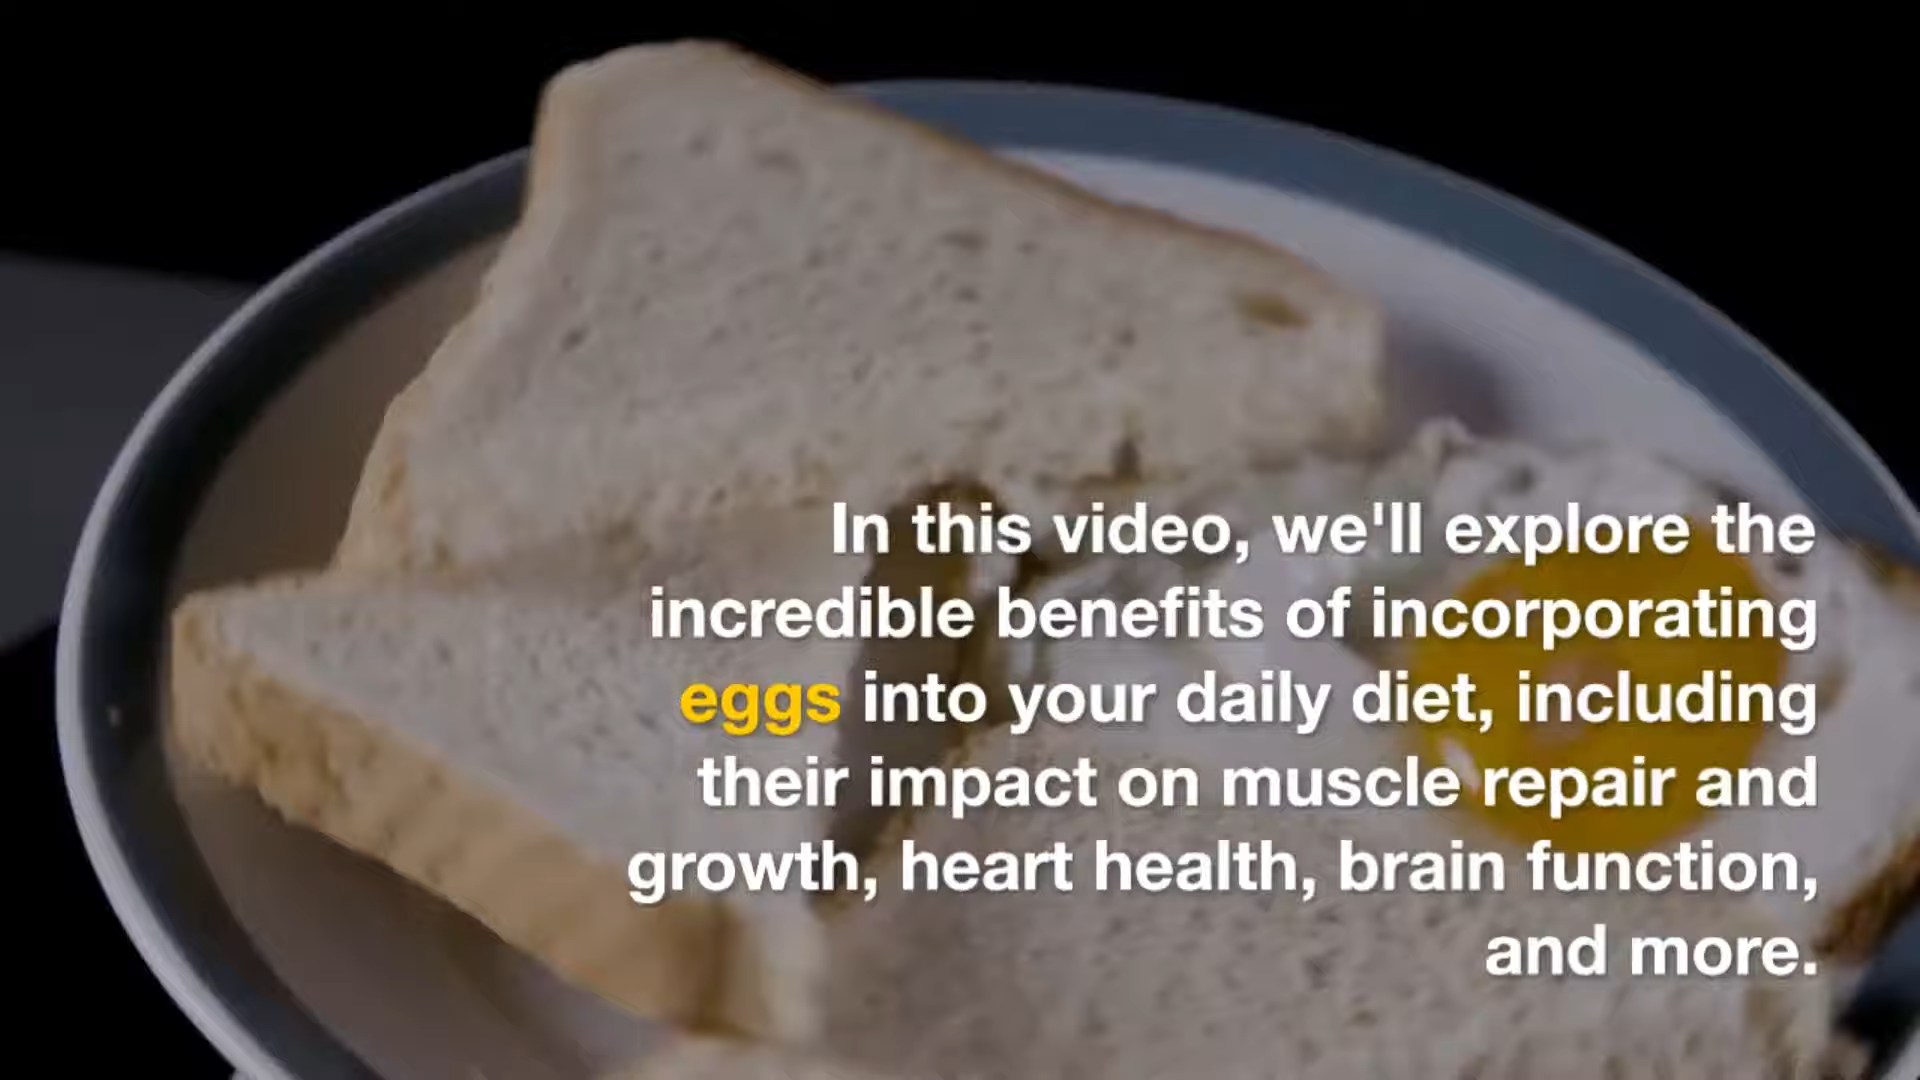 In this video, we'll explore the
incredible benefits of incorporating
eggs into your daily diet, including
their impact on muscle repair and
growth, heart health, brain function,
and more.